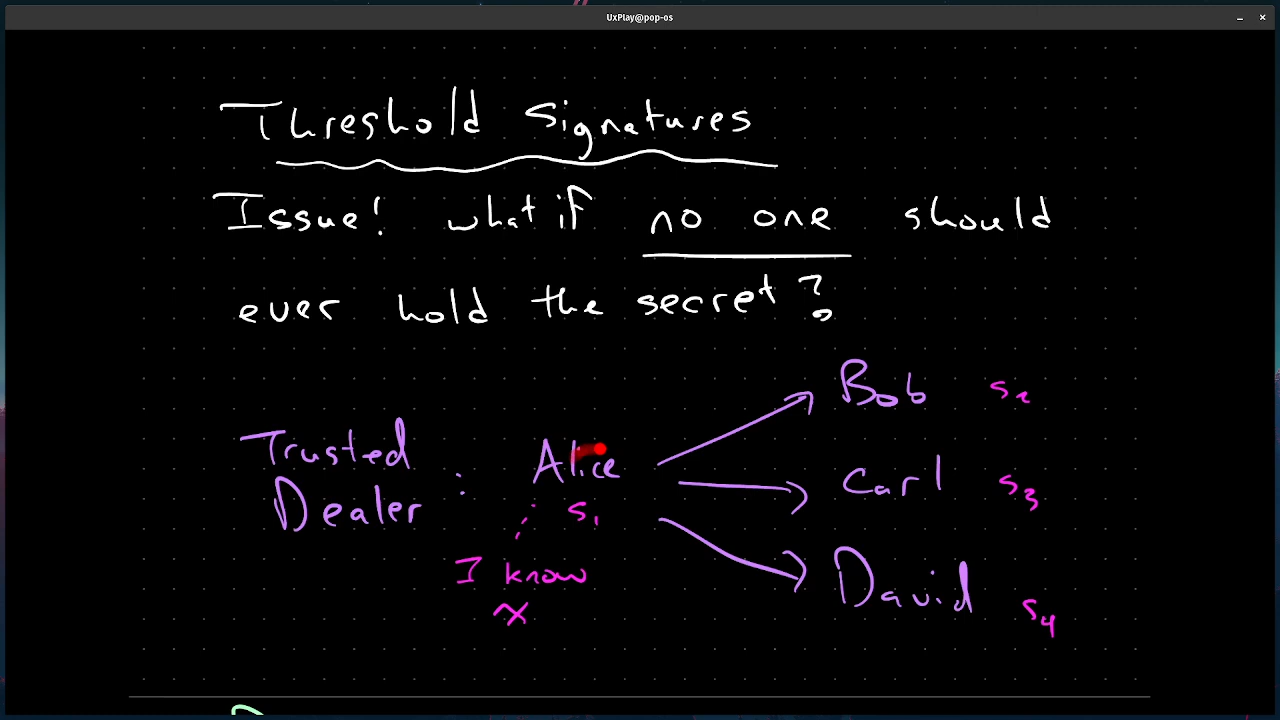 UxPlay@pop-os
Threshold Signatures
Issue! what if no one should
ever hold the secret?
Bob s₂
Trusted
Dealer : Alice
s₁
Carl s₃
I know
x
David s₄